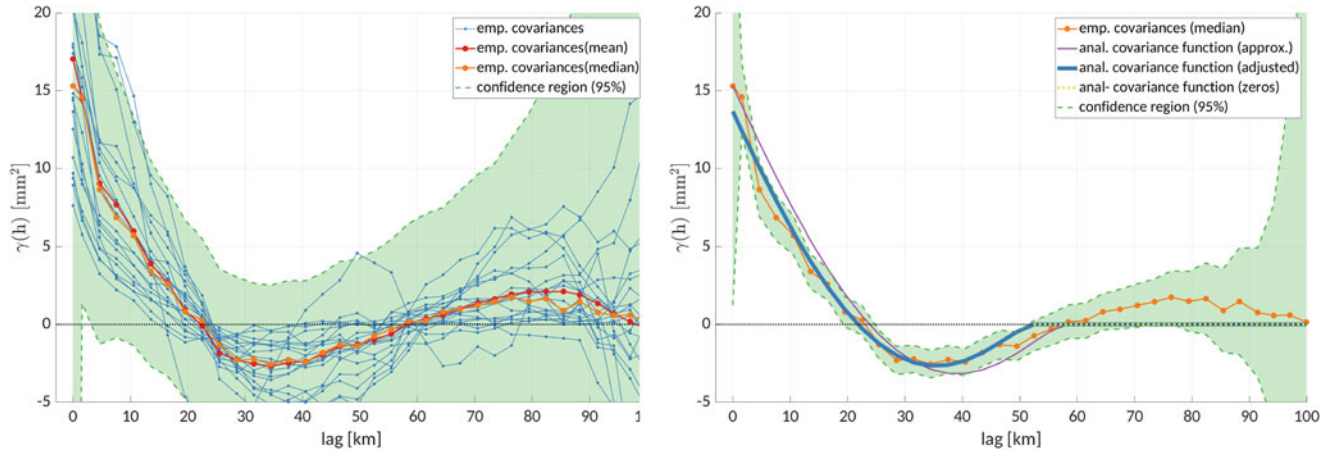 20
15
10
5
0
-5
γ(h) [mm²]
0 10 20 30 40 50 60 70 80 90 1
lag [km]
emp. covariances
emp. covariances(mean)
emp. covariances(median)
confidence region (95%)
20
15
10
5
0
-5
γ(h) [mm²]
0 10 20 30 40 50 60 70 80 90 100
lag [km]
emp. covariances (median)
anal. covariance function (approx.)
anal. covariance function (adjusted)
anal- covariance function (zeros)
confidence region (95%)